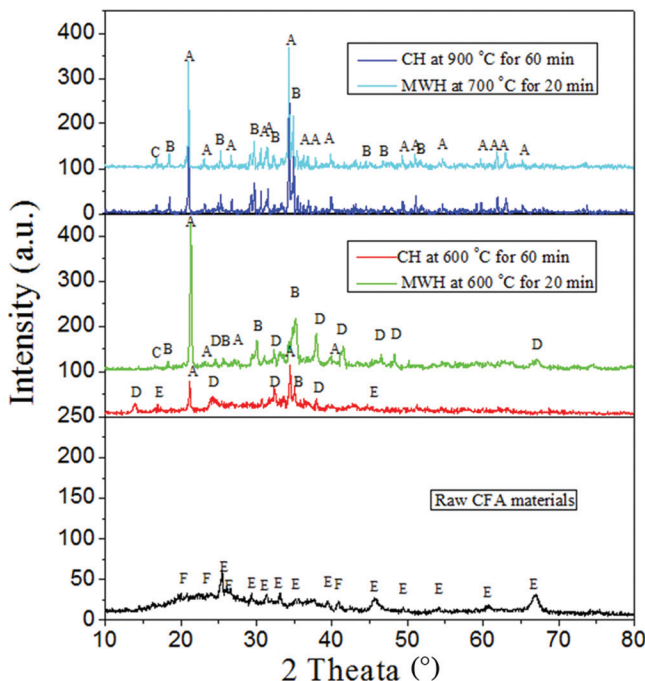 Intensity (a.u.)
400
300
200
100
0
CH at 900 °C for 60 min
MWH at 700 °C for 20 min
C
B
A
A
B
A
B
A
A
B
A
B
A A
A
B
B
A A
B
A
A A A
A
400
300
200
100
CH at 600 °C for 60 min
MWH at 600 °C for 20 min
C
B
A
A
D
B
A
B
D
B
D
A
D
D
D
D
D
E
A
D
D
A
B
D
E
250
200
150
100
50
0
Raw CFA materials
F
F
E
E
E
E
E
E
F
E
E
E
E
E
10 20 30 40 50 60 70 80
2 Theata (°)